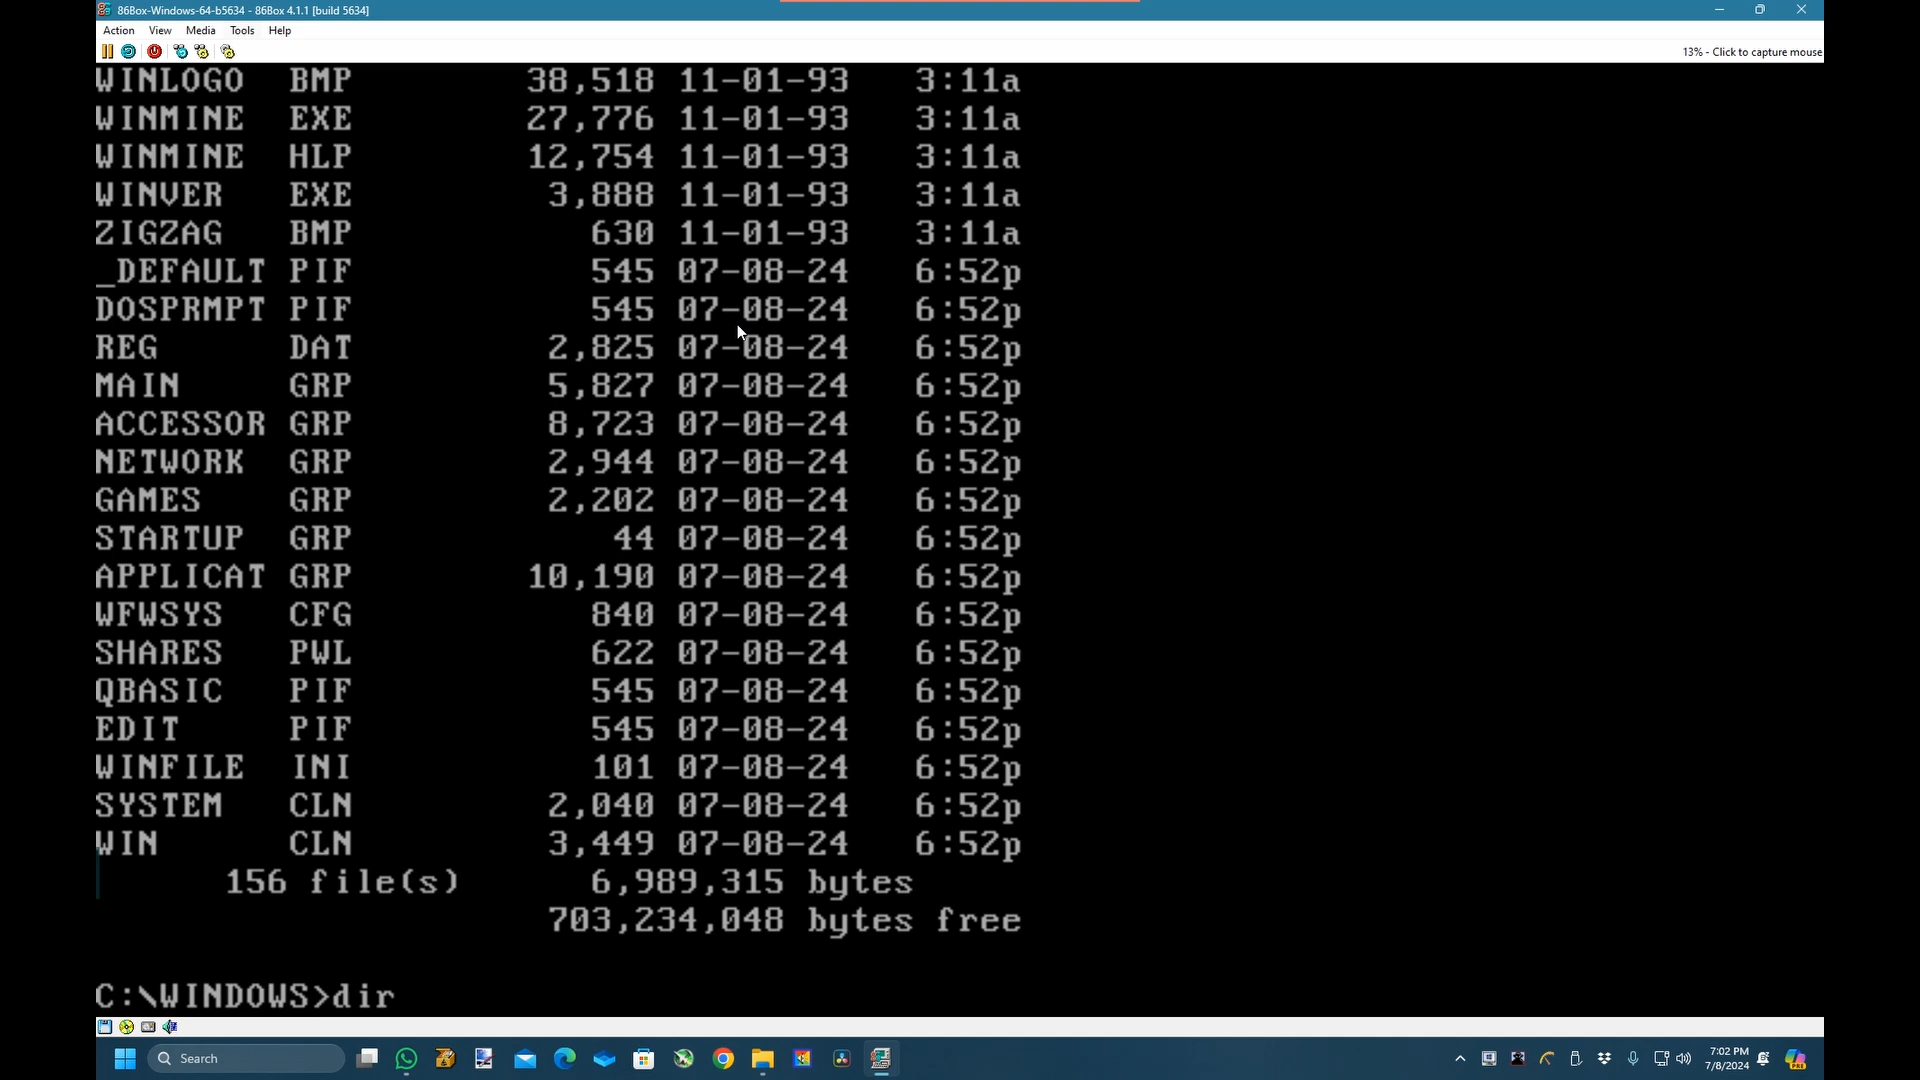 86Box-Windows-64-b5634 - 86Box 4.1.1 [build 5634]
Action View Media Tools Help
13% - Click to capture mouse
WINLOGO BMP 38,518 11-01-93 3:11a
WINMINE EXE 27,776 11-01-93 3:11a
WINMINE HLP 12,754 11-01-93 3:11a
WINVER EXE 3,888 11-01-93 3:11a
ZIGZAG BMP 630 11-01-93 3:11a
_DEFAULT PIF 545 07-08-24 6:52p
DOSPRMPT PIF 545 07-08-24 6:52p
REG DAT 2,825 07-08-24 6:52p
MAIN GRP 5,827 07-08-24 6:52p
ACCESSOR GRP 8,723 07-08-24 6:52p
NETWORK GRP 2,944 07-08-24 6:52p
GAMES GRP 2,202 07-08-24 6:52p
STARTUP GRP 44 07-08-24 6:52p
APPLICAT GRP 10,190 07-08-24 6:52p
WFWSYS CFG 840 07-08-24 6:52p
SHARES PWL 622 07-08-24 6:52p
QBASIC PIF 545 07-08-24 6:52p
EDIT PIF 545 07-08-24 6:52p
WINFILE INI 101 07-08-24 6:52p
SYSTEM CLN 2,040 07-08-24 6:52p
WIN CLN 3,449 07-08-24 6:52p
156 file(s) 6,989,315 bytes
703,234,048 bytes free
C:\WINDOWS>dir
Search
7:02 PM
7/8/2024
PRE